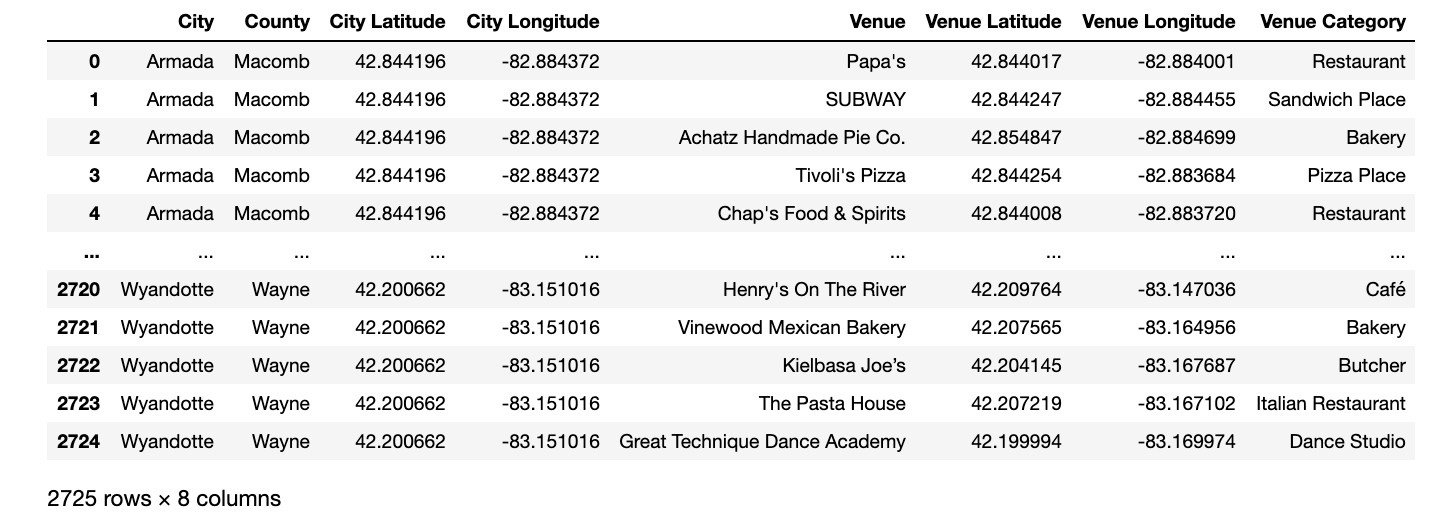 City County City Latitude City Longitude Venue Venue Latitude Venue Longitude Venue Category
0 Armada Macomb 42.844196 -82.884372 Papa's 42.844017 -82.884001 Restaurant
1 Armada Macomb 42.844196 -82.884372 SUBWAY 42.844247 -82.884455 Sandwich Place
2 Armada Macomb 42.844196 -82.884372 Achatz Handmade Pie Co. 42.854847 -82.884699 Bakery
3 Armada Macomb 42.844196 -82.884372 Tivoli's Pizza 42.844254 -82.883684 Pizza Place
4 Armada Macomb 42.844196 -82.884372 Chap's Food & Spirits 42.844008 -82.883720 Restaurant
... ... ... ... ... ... ... ... ...
2720 Wyandotte Wayne 42.200662 -83.151016 Henry's On The River 42.209764 -83.147036 Café
2721 Wyandotte Wayne 42.200662 -83.151016 Vinewood Mexican Bakery 42.207565 -83.164956 Bakery
2722 Wyandotte Wayne 42.200662 -83.151016 Kielbasa Joe’s 42.204145 -83.167687 Butcher
2723 Wyandotte Wayne 42.200662 -83.151016 The Pasta House 42.207219 -83.167102 Italian Restaurant
2724 Wyandotte Wayne 42.200662 -83.151016 Great Technique Dance Academy 42.199994 -83.169974 Dance Studio
2725 rows × 8 columns